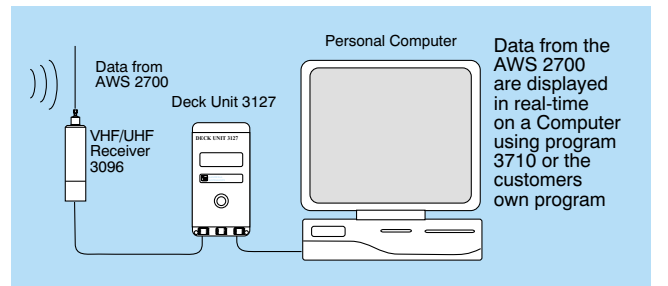 Data from
AWS 2700
Deck Unit 3127
VHF/UHF
Receiver
3096
DECK UNIT 3127
Personal Computer
Data from the
AWS 2700
are displayed
in real-time
on a Computer
using program
3710 or the
customers
own program